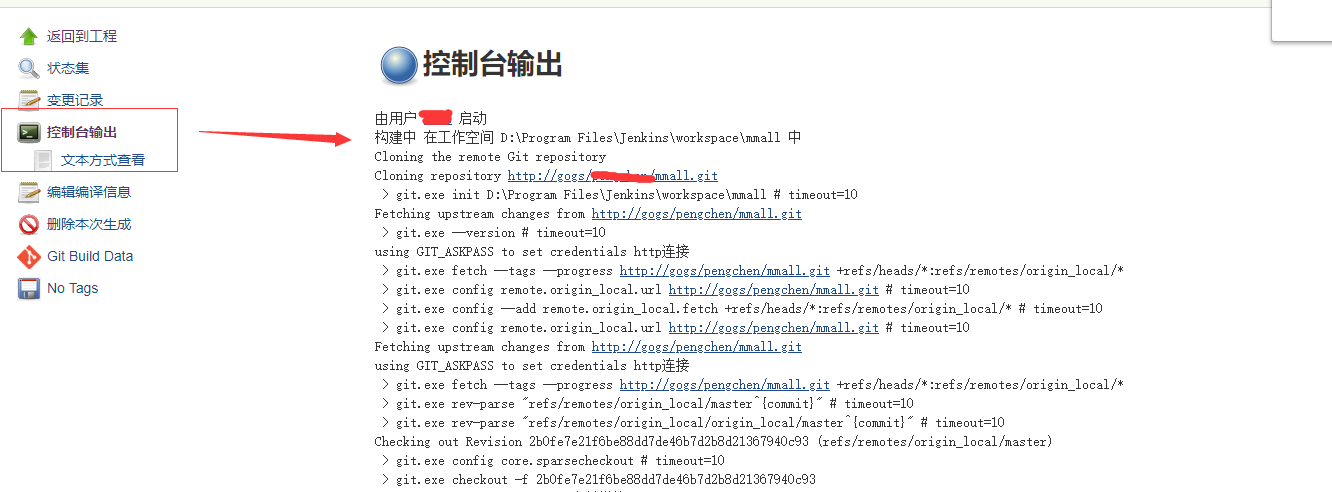 返回到工程
状态集
变更记录
控制台输出
文本方式查看
编辑编译信息
删除本次生成
Git Build Data
No Tags
控制台输出
由用户 启动
构建中 在工作空间 D:\Program Files\Jenkins\workspace\mmall 中
Cloning the remote Git repository
Cloning repository http://gogs/ /mmall.git
> git.exe init D:\Program Files\Jenkins\workspace\mmall # timeout=10
Fetching upstream changes from http://gogs/pengchen/mmall.git
> git.exe --version # timeout=10
using GIT_ASKPASS to set credentials http连接
> git.exe fetch --tags --progress http://gogs/pengchen/mmall.git +refs/heads/*:refs/remotes/origin_local/*
> git.exe config remote.origin_local.url http://gogs/pengchen/mmall.git # timeout=10
> git.exe config --add remote.origin_local.fetch +refs/heads/*:refs/remotes/origin_local/* # timeout=10
> git.exe config remote.origin_local.url http://gogs/pengchen/mmall.git # timeout=10
Fetching upstream changes from http://gogs/pengchen/mmall.git
using GIT_ASKPASS to set credentials http连接
> git.exe fetch --tags --progress http://gogs/pengchen/mmall.git +refs/heads/*:refs/remotes/origin_local/*
> git.exe rev-parse "refs/remotes/origin_local/master^{commit}" # timeout=10
> git.exe rev-parse "refs/remotes/origin_local/origin_local/master^{commit}" # timeout=10
Checking out Revision 2b0fe7e21f6be88dd7de46b7d2b8d21367940c93 (refs/remotes/origin_local/master)
> git.exe config core.sparsecheckout # timeout=10
> git.exe checkout -f 2b0fe7e21f6be88dd7de46b7d2b8d21367940c93